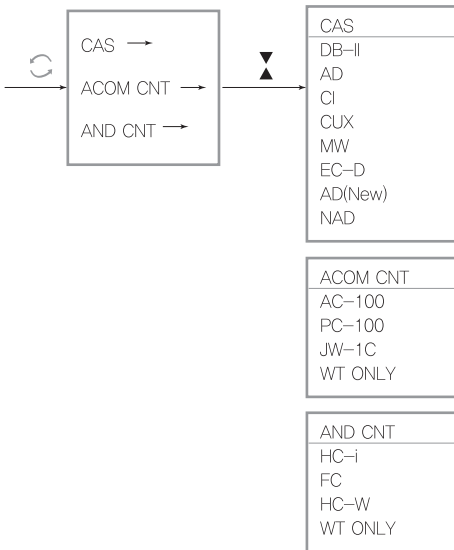 CAS →
ACOM CNT →
AND CNT →
CAS
DB-II
AD
CI
CUX
MW
EC-D
AD(New)
NAD
ACOM CNT
AC-100
PC-100
JW-1C
WT ONLY
AND CNT
HC-i
FC
HC-W
WT ONLY